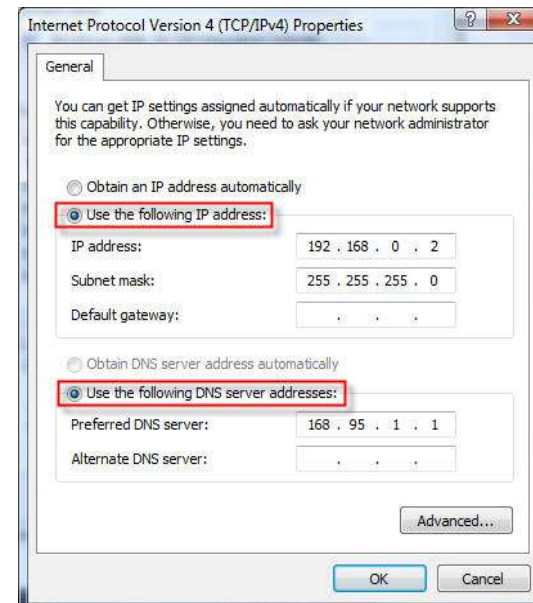 Internet Protocol Version 4 (TCP/IPv4) Properties
General
You can get IP settings assigned automatically if your network supports
this capability. Otherwise, you need to ask your network administrator
for the appropriate IP settings.
Obtain an IP address automatically
Use the following IP address:
IP address: 192 . 168 . 0 . 2
Subnet mask: 255 . 255 . 255 . 0
Default gateway: . . .
Obtain DNS server address automatically
Use the following DNS server addresses:
Preferred DNS server: 168 . 95 . 1 . 1
Alternate DNS server: . . .
Advanced...
OK Cancel